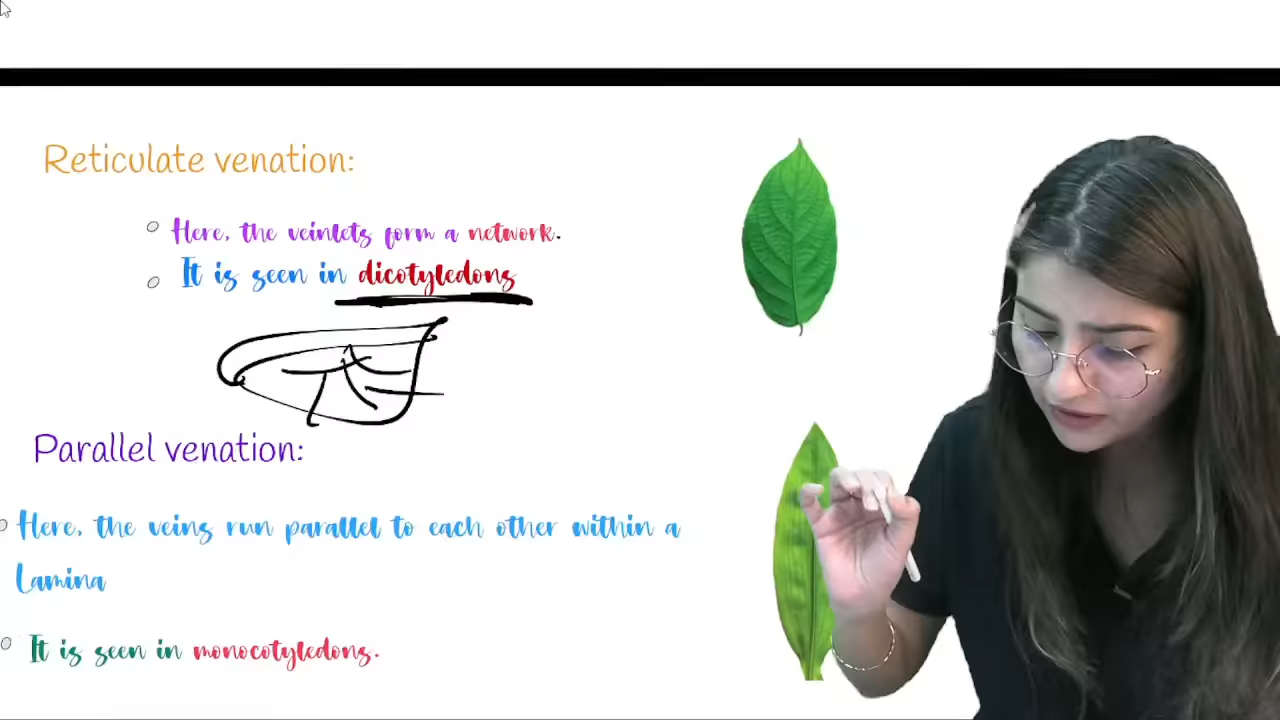 Reticulate venation:
Here, the veinlets form a network.
It is seen in dicotyledons
Parallel venation:
Here, the veins run parallel to each other within a
Lamina
It is seen in monocotyledons.